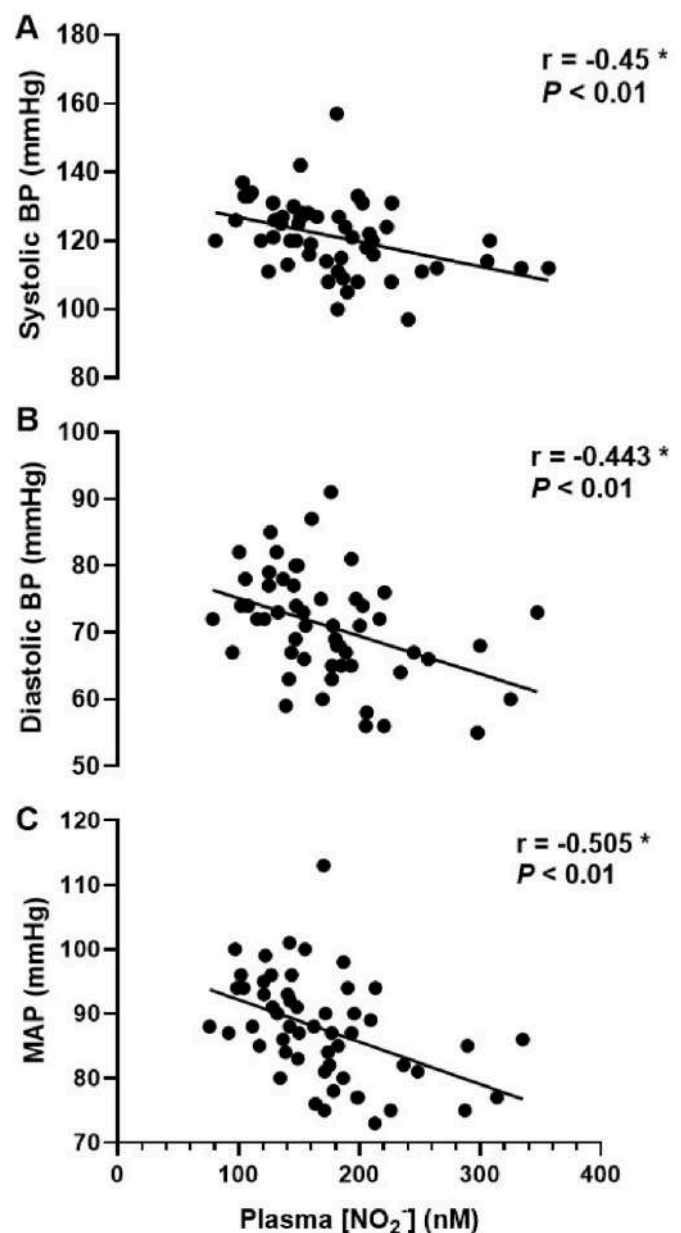 A
r = -0.45 *
P < 0.01
Systolic BP (mmHg)
180
160
140
120
100
80
B
r = -0.443 *
P < 0.01
Diastolic BP (mmHg)
100
90
80
70
60
50
C
r = -0.505 *
P < 0.01
MAP (mmHg)
120
110
100
90
80
70
0 100 200 300 400
Plasma [NO₂⁻] (nM)